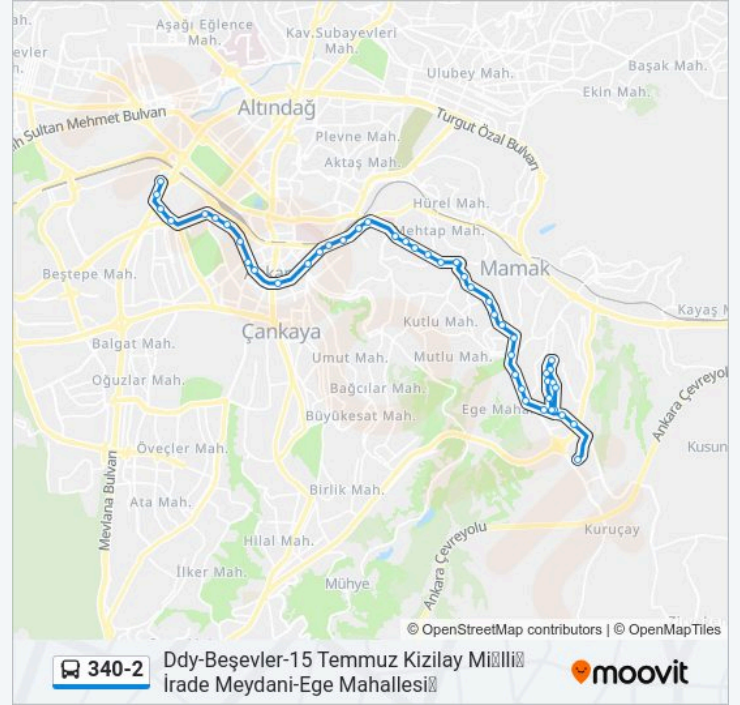 Aşağı Eğlence
Mah.
Kav.Subayevleri
Mah.
Ulubey Mah.
Başak Mah.
Ekin Mah.
Altındağ
Sultan Mehmet Bulvarı
Turgut Özal Bulvarı
Plevne Mah.
Aktaş Mah.
Hürel Mah.
Mehtap Mah.
Mamak
Beştepe Mah.
Kayaş M
Çankaya
Kutlu Mah.
Balgat Mah.
Umut Mah.
Mutlu Mah.
Oğuzlar Mah.
Bağcılar Mah.
Büyükesat Mah.
Ege Maha
Ankara Çevreyol
Kusun
Öveçler Mah.
Mevlana Bulvarı
Birlik Mah.
Ata Mah.
Hilal Mah.
Kuruçay
Ankara Çevreyolu
İlker Mah.
Mühye
© OpenStreetMap contributors | © OpenMapTiles
340-2
Ddy-Beşevler-15 Temmuz Kizilay Mi▯lli▯
İrade Meydani-Ege Mahallesi▯
moovit